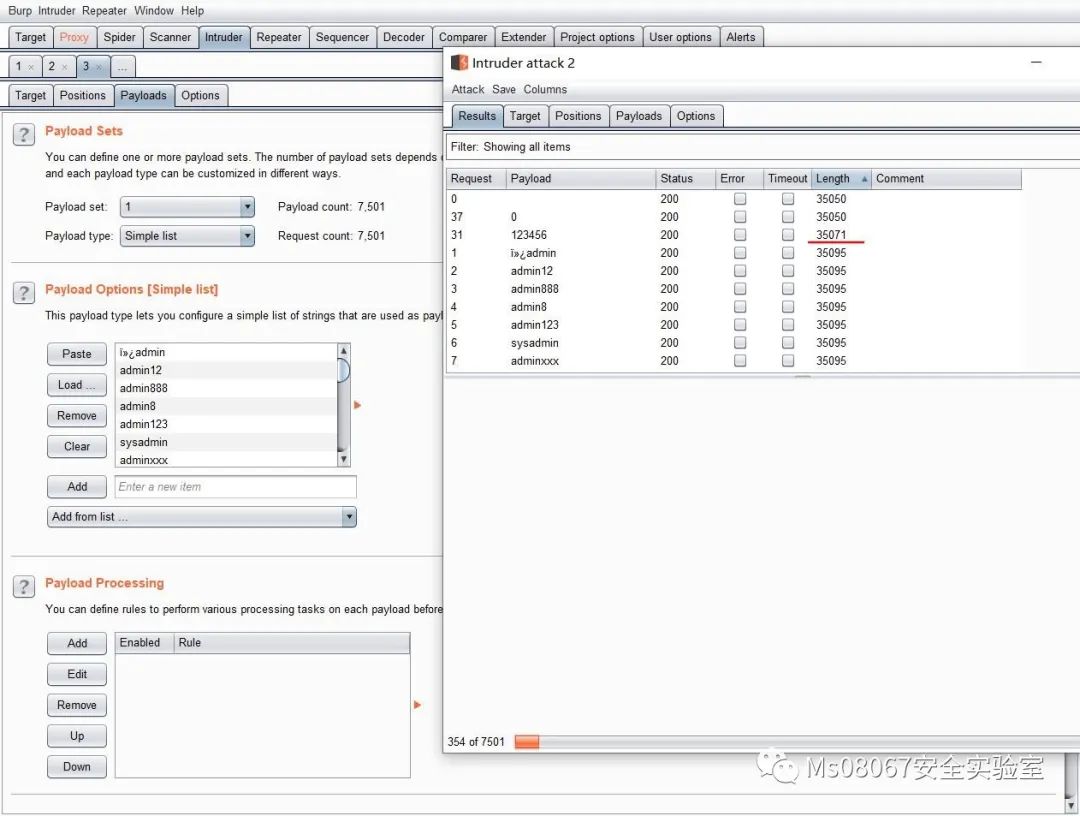 Burp Intruder Repeater Window Help
Target Proxy Spider Scanner Intruder Repeater Sequencer Decoder Comparer Extender Project options User options Alerts
1 × 2 × 3 × ...
Target Positions Payloads Options
? Payload Sets
You can define one or more payload sets. The number of payload sets depends
and each payload type can be customized in different ways.
Payload set: 1 Payload count: 7,501
Payload type: Simple list Request count: 7,501
? Payload Options [Simple list]
This payload type lets you configure a simple list of strings that are used as payl
Paste
Load ...
Remove
Clear
ï»¿admin
admin12
admin888
admin8
admin123
sysadmin
adminxxx
Add Enter a new item
Add from list ...
? Payload Processing
You can define rules to perform various processing tasks on each payload before
Add
Edit
Remove
Up
Down
Enabled Rule
Intruder attack 2
Attack Save Columns
Results Target Positions Payloads Options
Filter: Showing all items
Request Payload Status Error Timeout Length Comment
0 200 35050
37 0 200 35050
31 123456 200 35071
1 ï»¿admin 200 35095
2 admin12 200 35095
3 admin888 200 35095
4 admin8 200 35095
5 admin123 200 35095
6 sysadmin 200 35095
7 adminxxx 200 35095
354 of 7501
Ms08067安全实验室